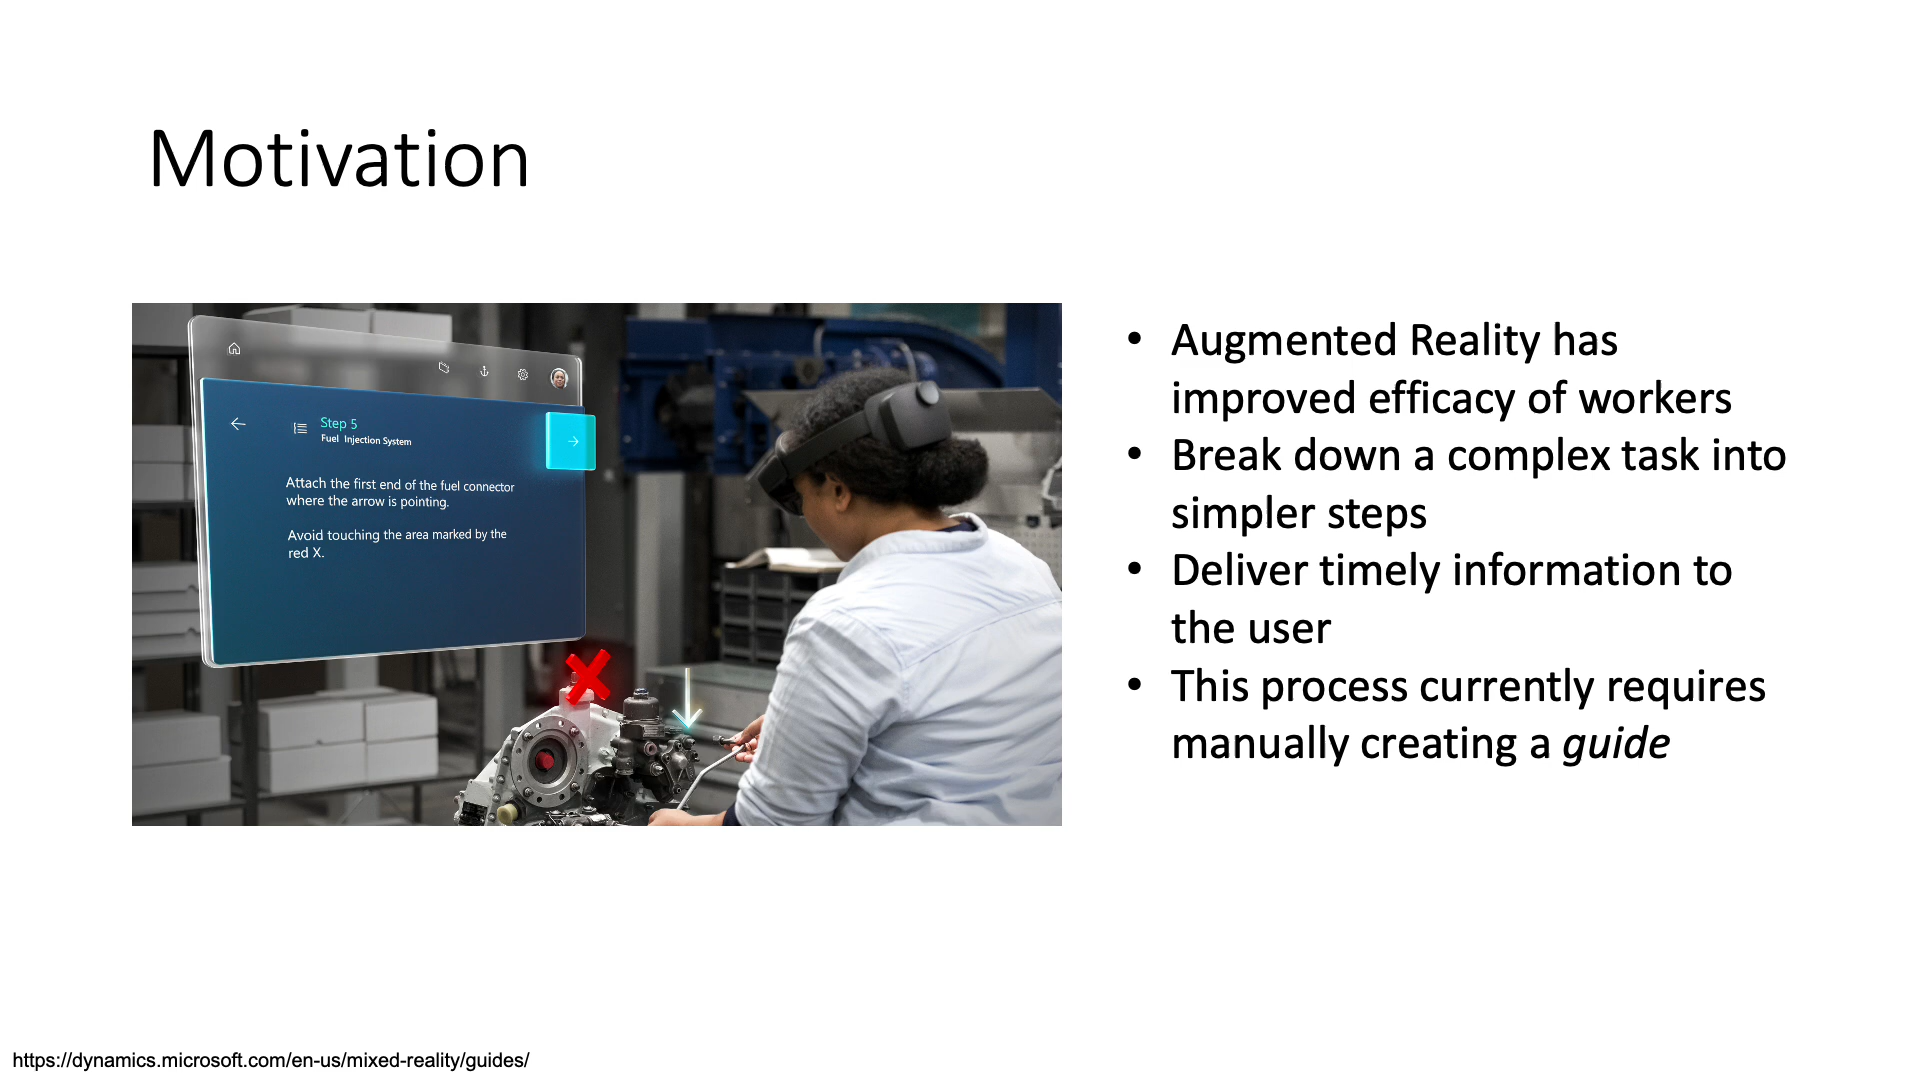 Motivation
Step 5
Fuel Injection System
Attach the first end of the fuel connector
where the arrow is pointing.
Avoid touching the area marked by the
red X.
• Augmented Reality has
improved efficacy of workers
• Break down a complex task into
simpler steps
• Deliver timely information to
the user
• This process currently requires
manually creating a guide
https://dynamics.microsoft.com/en-us/mixed-reality/guides/